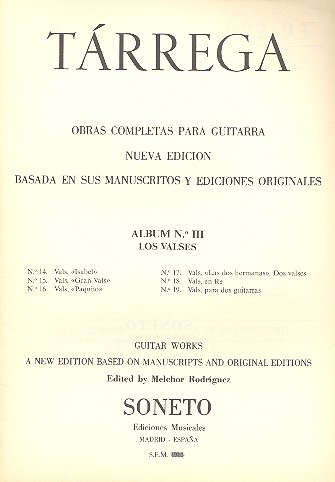 TÁRREGA
OBRAS COMPLETAS PARA GUITARRA
NUEVA EDICION
BASADA EN SUS MANUSCRITOS Y EDICIONES ORIGINALES
ALBUM N.º III
LOS VALSES
N.º 14. Vals, «Isabel»
N.º 15. Vals, «Gran Vals»
N.º 16. Vals, «Paquito»
N.º 17. Vals, «Las dos hermanas» Dos valses
N.º 18. Vals, en Re
N.º 19. Vals, para dos guitarras
GUITAR WORKS
A NEW EDITION BASED ON MANUSCRIPTS AND ORIGINAL EDITIONS
Edited by Melchor Rodríguez
SONETO
Ediciones Musicales
MADRID - ESPAÑA
S.E.M.